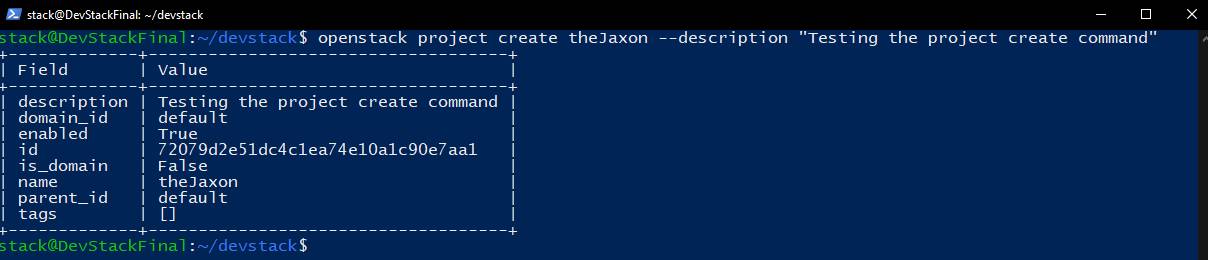 stack@DevStackFinal: ~/devstack
stack@DevStackFinal:~/devstack$ openstack project create theJaxon --description "Testing the project create command"
+-------------+-----------------------------------+
| Field | Value |
+-------------+-----------------------------------+
| description | Testing the project create command |
| domain_id | default |
| enabled | True |
| id | 72079d2e51dc4c1ea74e10a1c90e7aa1 |
| is_domain | False |
| name | theJaxon |
| parent_id | default |
| tags | [] |
+-------------+-----------------------------------+
stack@DevStackFinal:~/devstack$